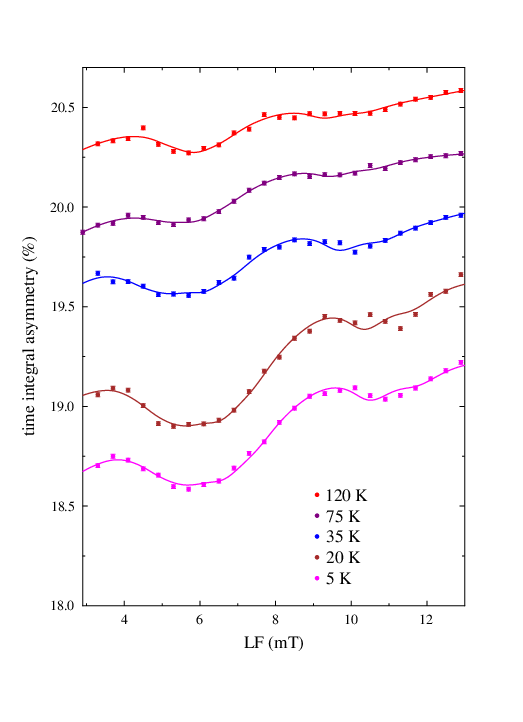 time integral asymmetry (%)
20.5
20.0
19.5
19.0
18.5
18.0
120 K
75 K
35 K
20 K
5 K
4 6 8 10 12
LF (mT)